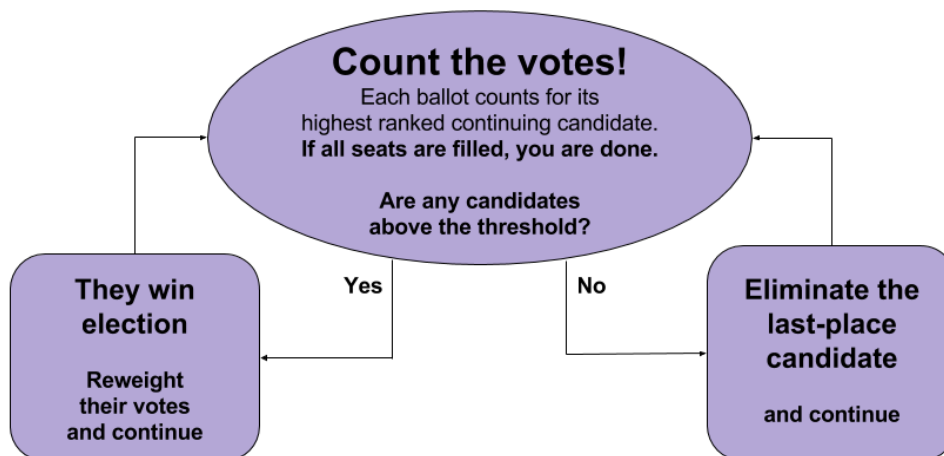 Count the votes!
Each ballot counts for its
highest ranked continuing candidate.
If all seats are filled, you are done.
Are any candidates
above the threshold?
Yes
No
They win
election
Reweight
their votes
and continue
Eliminate the
last-place
candidate
and continue